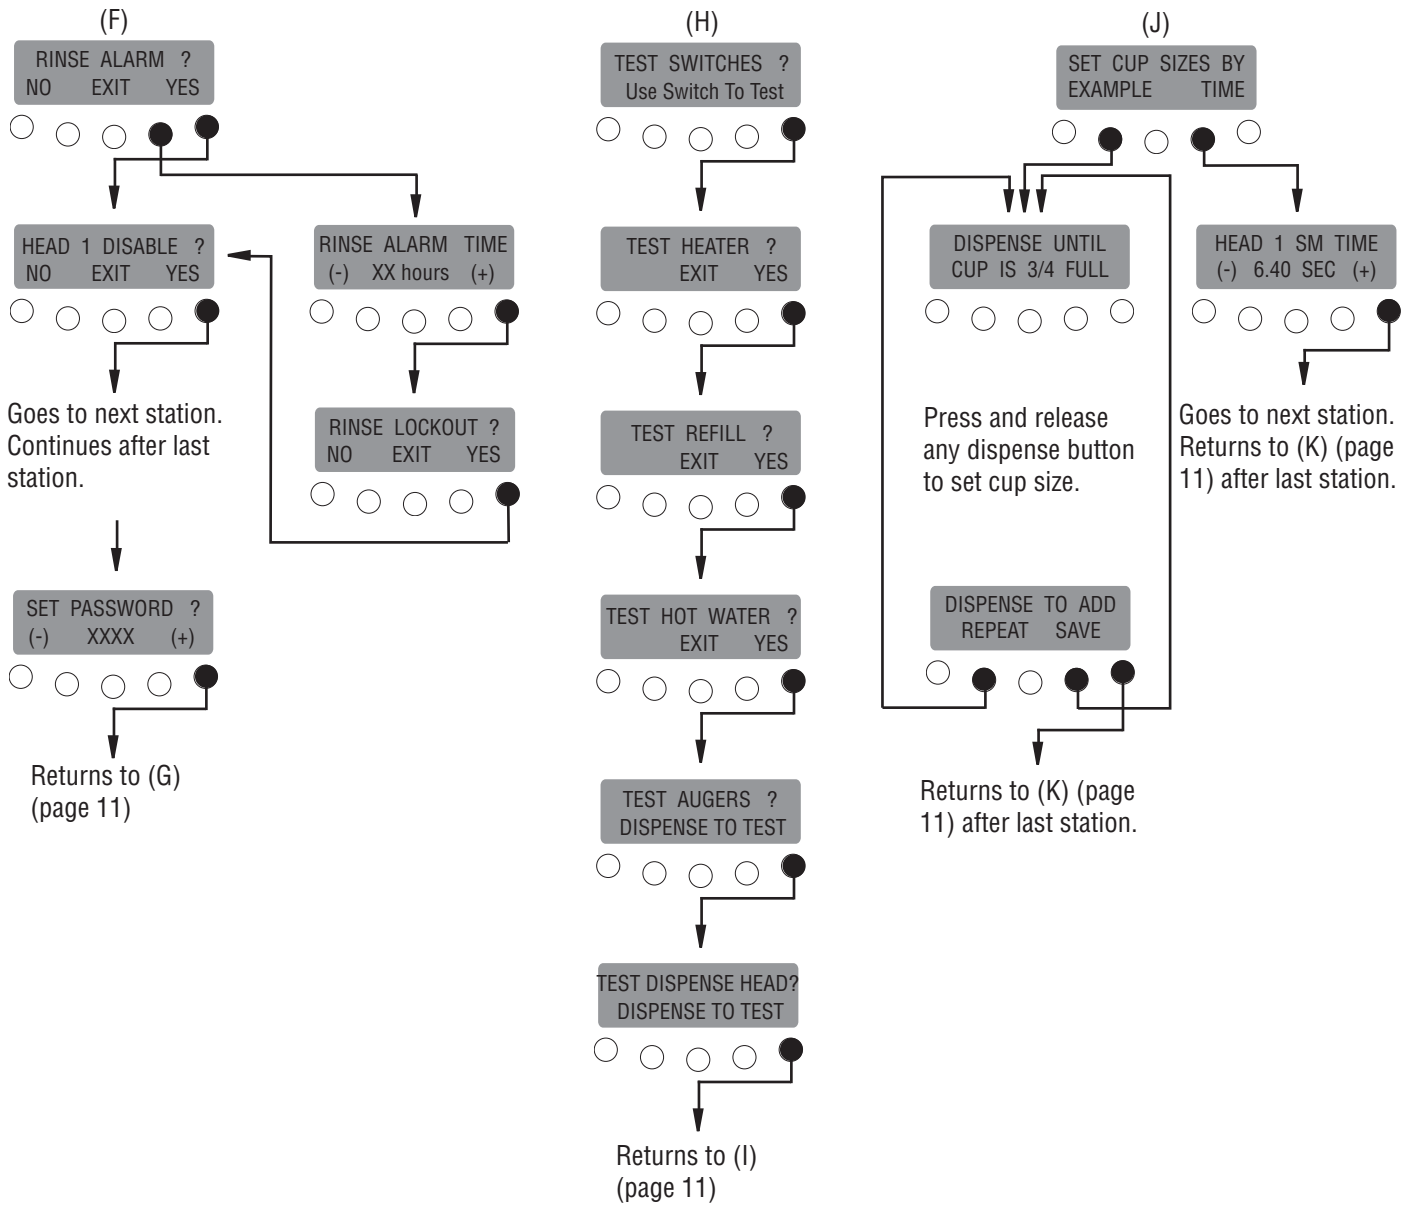 (F)
RINSE ALARM ?
NO EXIT YES
HEAD 1 DISABLE ?
NO EXIT YES
RINSE ALARM TIME
(-) XX hours (+)
Goes to next station.
Continues after last
station.
RINSE LOCKOUT ?
NO EXIT YES
SET PASSWORD ?
(-) XXXX (+)
Returns to (G)
(page 11)
(H)
TEST SWITCHES ?
Use Switch To Test
TEST HEATER ?
EXIT YES
TEST REFILL ?
EXIT YES
TEST HOT WATER ?
EXIT YES
TEST AUGERS ?
DISPENSE TO TEST
TEST DISPENSE HEAD?
DISPENSE TO TEST
Returns to (I)
(page 11)
(J)
SET CUP SIZES BY
EXAMPLE TIME
DISPENSE UNTIL
CUP IS 3/4 FULL
HEAD 1 SM TIME
(-) 6.40 SEC (+)
Press and release
any dispense button
to set cup size.
Goes to next station.
Returns to (K) (page
11) after last station.
DISPENSE TO ADD
REPEAT SAVE
Returns to (K) (page
11) after last station.